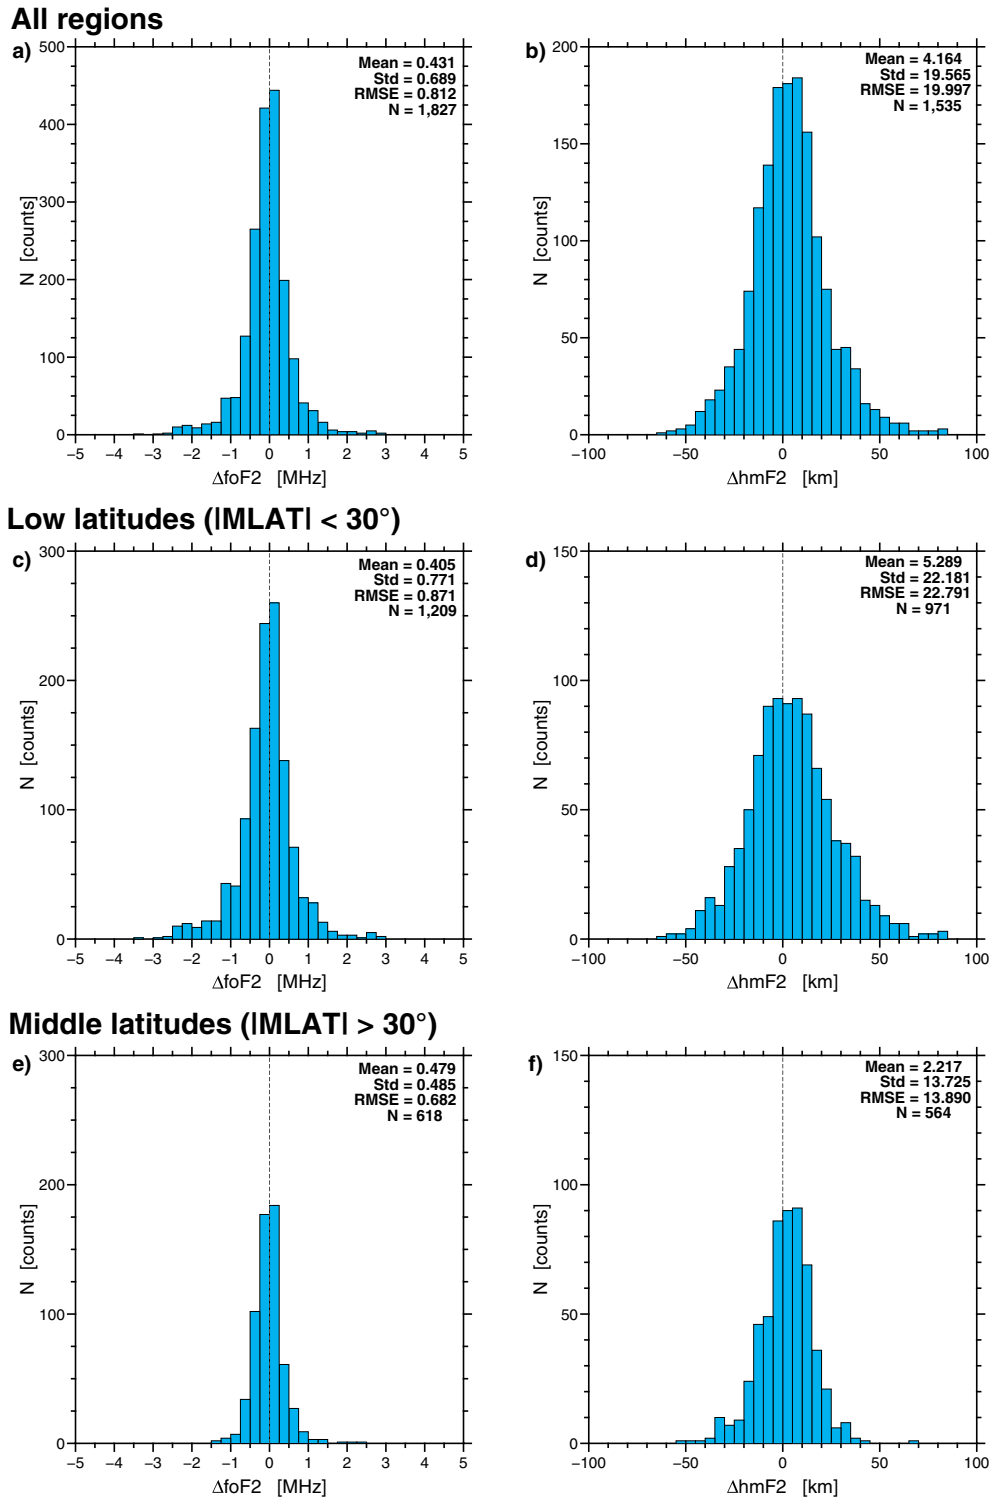 All regions
a)
Mean = 0.431
Std = 0.689
RMSE = 0.812
N = 1,827
500
400
300
200
100
0
N [counts]
−5 −4 −3 −2 −1 0 1 2 3 4 5
ΔfoF2 [MHz]
b)
Mean = 4.164
Std = 19.565
RMSE = 19.997
N = 1,535
200
150
100
50
0
N [counts]
−100 −50 0 50 100
ΔhmF2 [km]
Low latitudes (|MLAT| < 30°)
c)
Mean = 0.405
Std = 0.771
RMSE = 0.871
N = 1,209
300
200
100
0
N [counts]
−5 −4 −3 −2 −1 0 1 2 3 4 5
ΔfoF2 [MHz]
d)
Mean = 5.289
Std = 22.181
RMSE = 22.791
N = 971
150
100
50
0
N [counts]
−100 −50 0 50 100
ΔhmF2 [km]
Middle latitudes (|MLAT| > 30°)
e)
Mean = 0.479
Std = 0.485
RMSE = 0.682
N = 618
300
200
100
0
N [counts]
−5 −4 −3 −2 −1 0 1 2 3 4 5
ΔfoF2 [MHz]
f)
Mean = 2.217
Std = 13.725
RMSE = 13.890
N = 564
150
100
50
0
N [counts]
−100 −50 0 50 100
ΔhmF2 [km]